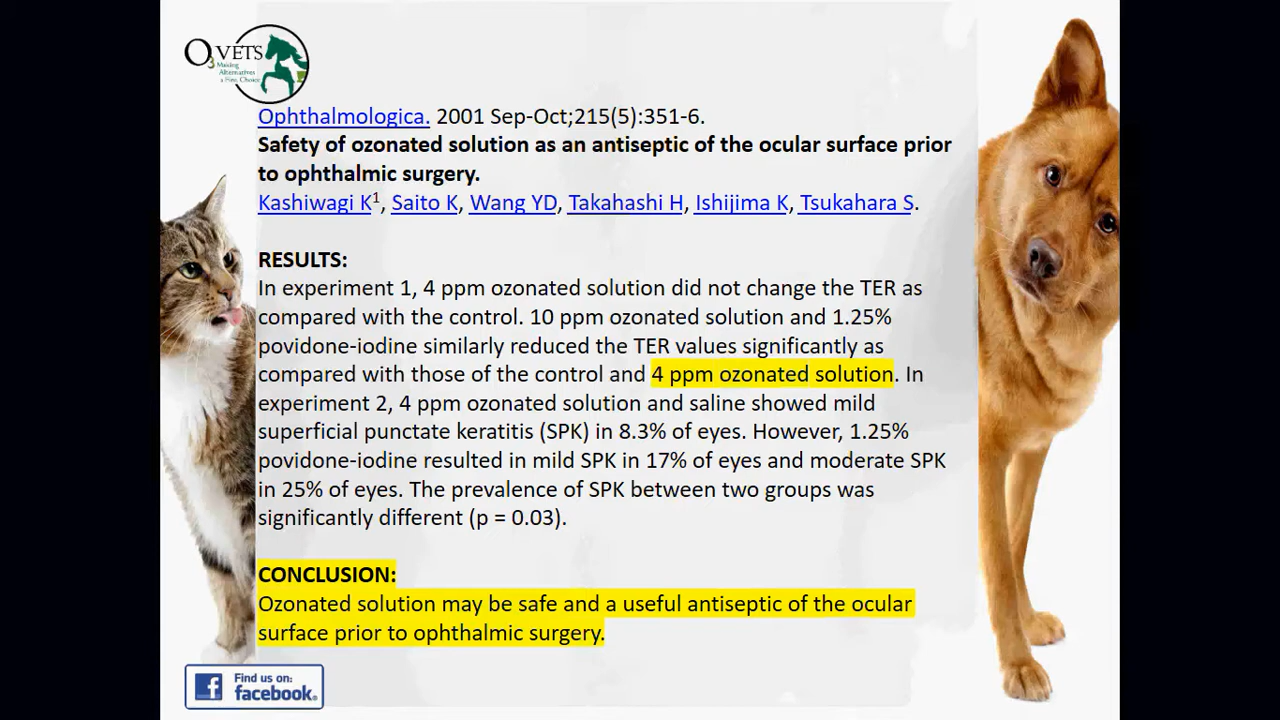 O3 VETS
Making
Alternatives
a First Choice
Ophthalmologica. 2001 Sep-Oct;215(5):351-6.
Safety of ozonated solution as an antiseptic of the ocular surface prior
to ophthalmic surgery.
Kashiwagi K1, Saito K, Wang YD, Takahashi H, Ishijima K, Tsukahara S.
RESULTS:
In experiment 1, 4 ppm ozonated solution did not change the TER as
compared with the control. 10 ppm ozonated solution and 1.25%
povidone-iodine similarly reduced the TER values significantly as
compared with those of the control and 4 ppm ozonated solution. In
experiment 2, 4 ppm ozonated solution and saline showed mild
superficial punctate keratitis (SPK) in 8.3% of eyes. However, 1.25%
povidone-iodine resulted in mild SPK in 17% of eyes and moderate SPK
in 25% of eyes. The prevalence of SPK between two groups was
significantly different (p = 0.03).
CONCLUSION:
Ozonated solution may be safe and a useful antiseptic of the ocular
surface prior to ophthalmic surgery.
Find us on:
facebook®